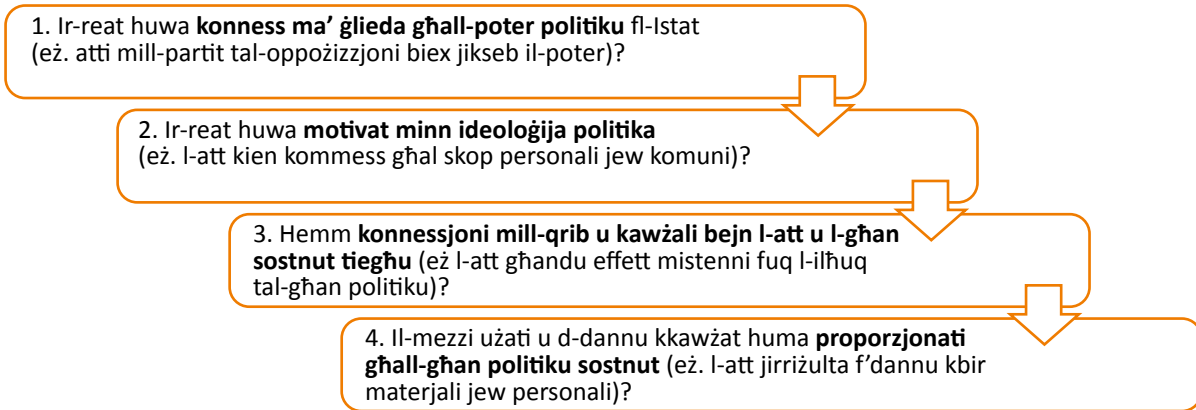 1. Ir-reat huwa konness ma’ ġlieda għall-poter politiku fl-Istat
(eż. atti mill-partit tal-oppożizzjoni biex jikseb il-poter)?
2. Ir-reat huwa motivat minn ideoloġija politika
(eż. l-att kien kommess għal skop personali jew komuni)?
3. Hemm konnessjoni mill-qrib u kawżali bejn l-att u l-għan
sostnut tiegħu (eż l-att għandu effett mistenni fuq l-ilħuq
tal-għan politiku)?
4. Il-mezzi użati u d-dannu kkawżat huma proporzjonati
għall-għan politiku sostnut (eż. l-att jirriżulta f’dannu kbir
materjali jew personali)?